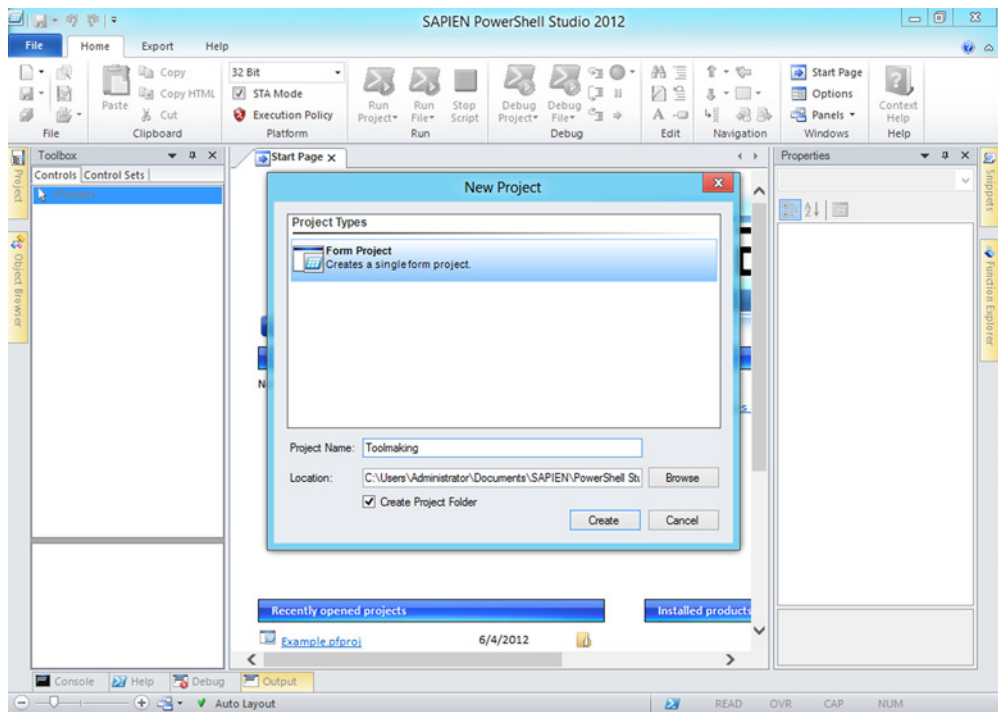 SAPIEN PowerShell Studio 2012
File Home Export Help
Copy
Copy HTML
Cut
Paste
32 Bit
STA Mode
Execution Policy
Run Project
Run File
Stop Script
Debug Project
Debug File
Start Page
Options
Panels
Context Help
File Clipboard Platform Run Debug Edit Navigation Windows Help
Toolbox
Controls Control Sets
Project
Object Browser
Start Page
Properties
Snippets
Function Explorer
New Project
Project Types
Form Project
Creates a single form project.
Project Name: Toolmaking
Location: C:\Users\Administrator\Documents\SAPIEN\PowerShell Stu
Browse
Create Project Folder
Create Cancel
Recently opened projects
Installed products
Example.pfproj 6/4/2012
Console Help Debug Output
Auto Layout
READ OVR CAP NUM